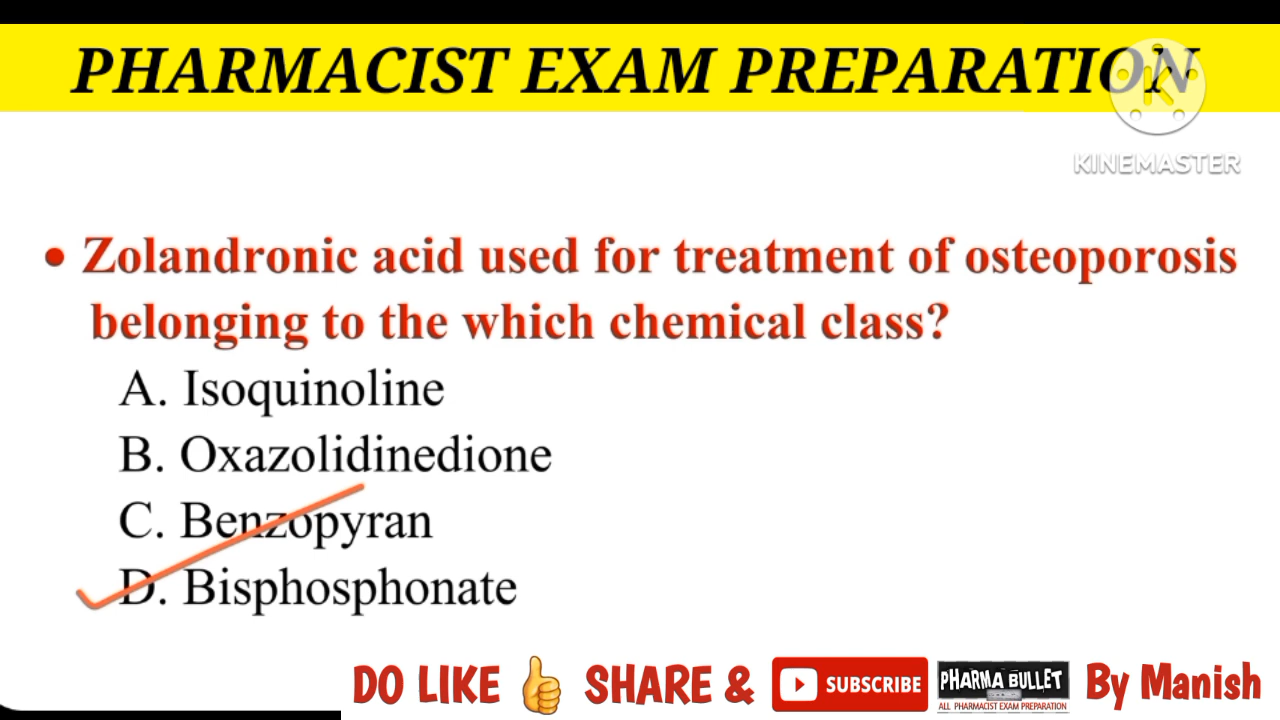 PHARMACIST EXAM PREPARATION
KINEMASTER
• Zolandronic acid used for treatment of osteoporosis
belonging to the which chemical class?
A. Isoquinoline
B. Oxazolidinedione
C. Benzopyran
D. Bisphosphonate
DO LIKE 👍 SHARE & SUBSCRIBE PHARMA BULLET By Manish
ALL PHARMACIST EXAM PREPARATION